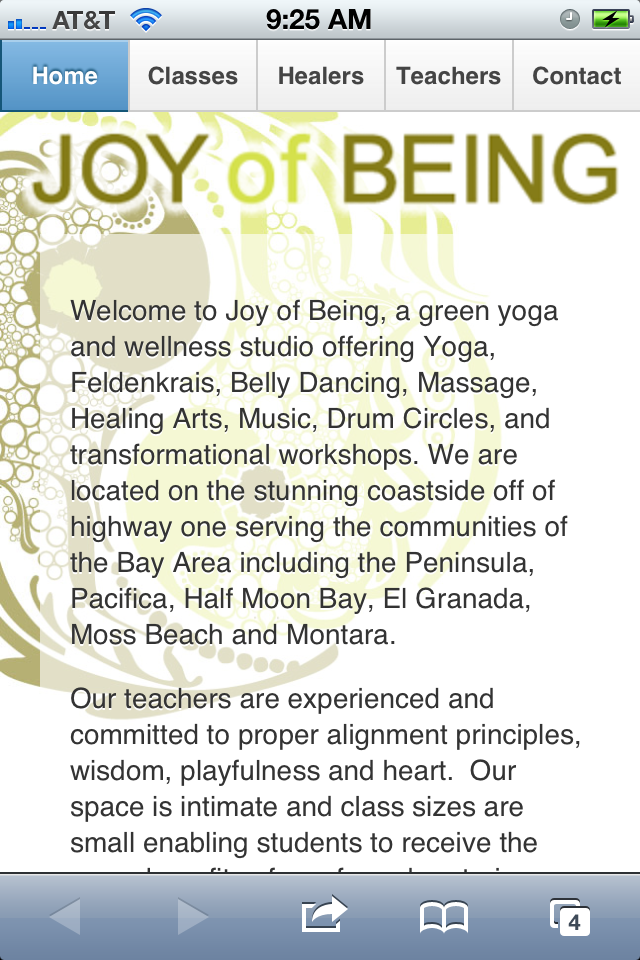 AT&T 9:25 AM
Home Classes Healers Teachers Contact
JOY of BEING
Welcome to Joy of Being, a green yoga
and wellness studio offering Yoga,
Feldenkrais, Belly Dancing, Massage,
Healing Arts, Music, Drum Circles, and
transformational workshops. We are
located on the stunning coastside off of
highway one serving the communities of
the Bay Area including the Peninsula,
Pacifica, Half Moon Bay, El Granada,
Moss Beach and Montara.
Our teachers are experienced and
committed to proper alignment principles,
wisdom, playfulness and heart.  Our
space is intimate and class sizes are
small enabling students to receive the
4